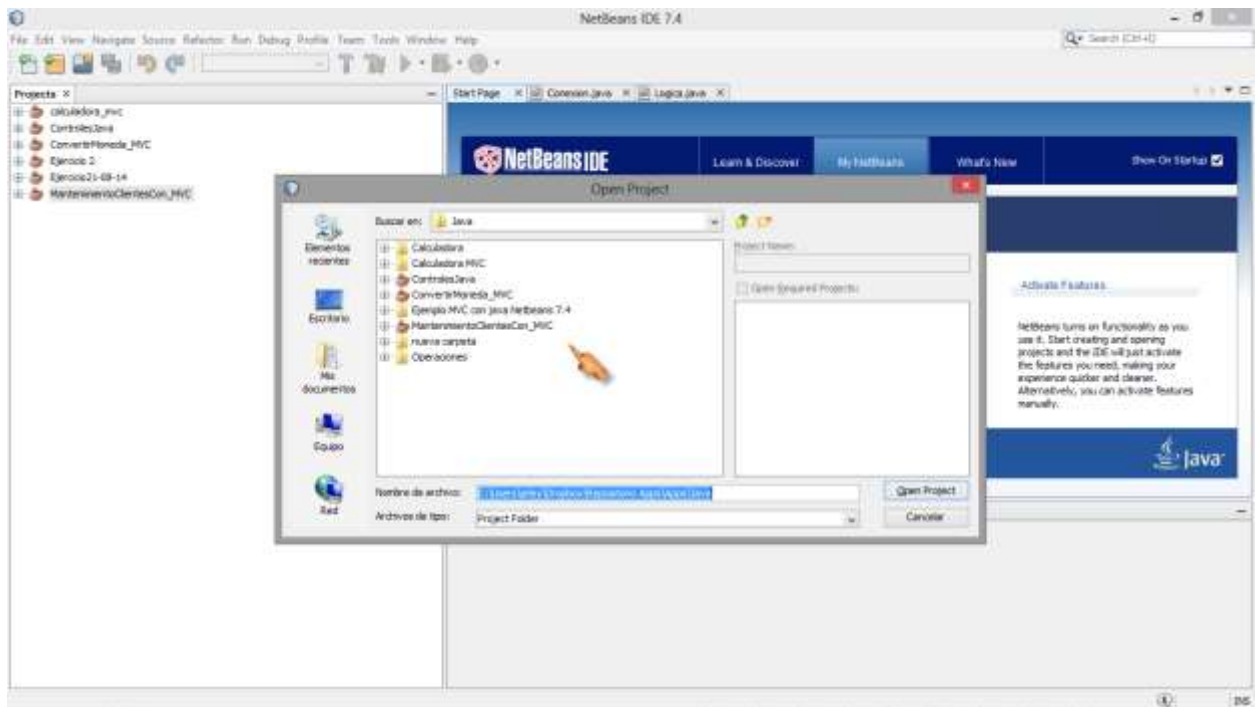 NetBeans IDE 7.4
File Edit View Navigate Source Refactor Run Debug Profile Team Tools Window Help
Search (Ctrl+I)
Projects
Start Page
Conexion.java
Logica.java
calculadora_mvc
ControlesJava
ConvertirMoneda_MVC
Ejercicio 2
Ejercicio21-08-14
MantenimientoClientesCon_MVC
NetBeans IDE
Learn & Discover
My NetBeans
What's New
Show On Startup
Open Project
Buscar en:
Java
Elementos recientes
Escritorio
Mis documentos
Equipo
Red
Calculadora
Calculadora MVC
ControlesJava
ConvertirMoneda_MVC
Ejemplo MVC con java Netbeans 7.4
MantenimientoClientesCon_MVC
nueva carpeta
Operaciones
Project Name:
Open Required Projects:
Nombre de archivo:
Archivos de tipo:
Project Folder
Open Project
Cancelar
Activate Features
NetBeans turns on functionality as you
use it. Start creating and opening
projects and the IDE will just activate
the features you need, making your
experience quicker and cleaner.
Alternatively, you can activate features
manually.
Java
INS